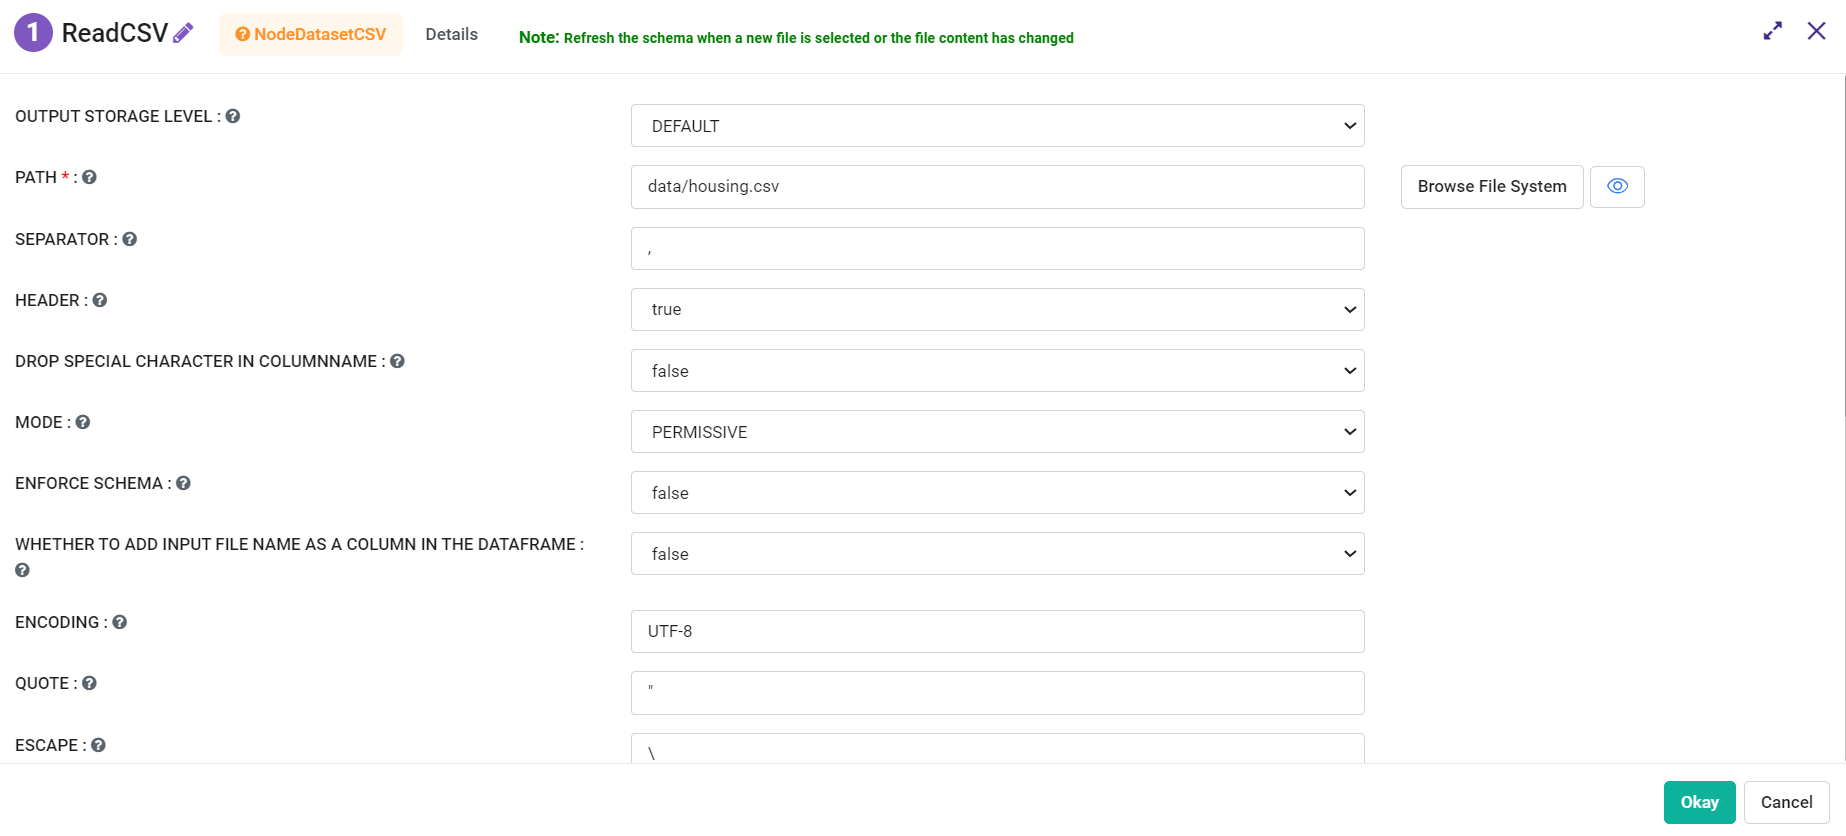 1 ReadCSV NodeDatasetCSV Details Note: Refresh the schema when a new file is selected or the file content has changed
OUTPUT STORAGE LEVEL : DEFAULT
PATH * : data/housing.csv Browse File System
SEPARATOR : ,
HEADER : true
DROP SPECIAL CHARACTER IN COLUMNNAME : false
MODE : PERMISSIVE
ENFORCE SCHEMA : false
WHETHER TO ADD INPUT FILE NAME AS A COLUMN IN THE DATAFRAME : false
ENCODING : UTF-8
QUOTE : "
ESCAPE : \
Okay Cancel